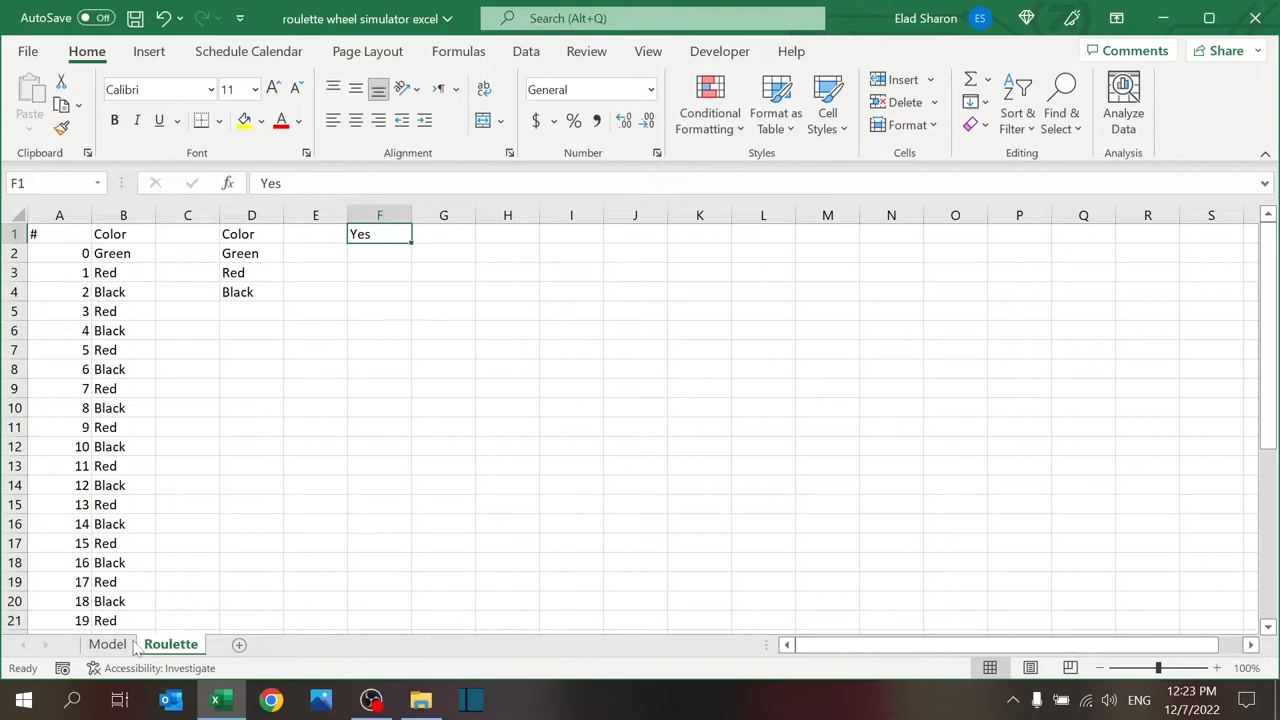 AutoSave Off roulette wheel simulator excel Search (Alt+Q) Elad Sharon ES
File Home Insert Schedule Calendar Page Layout Formulas Data Review View Developer Help Comments Share
Paste Calibri 11 General Conditional Formatting Format as Table Cell Styles Insert Delete Format Sort & Filter Find & Select Analyze Data
Clipboard Font Alignment Number Styles Cells Editing Analysis
F1 fx Yes
A B C D E F G H I J K L M N O P Q R S
1 # Color Color Yes
2 0 Green Green
3 1 Red Red
4 2 Black Black
5 3 Red
6 4 Black
7 5 Red
8 6 Black
9 7 Red
10 8 Black
11 9 Red
12 10 Black
13 11 Red
14 12 Black
15 13 Red
16 14 Black
17 15 Red
18 16 Black
19 17 Red
20 18 Black
21 19 Red
Model Roulette
Ready Accessibility: Investigate 100%
ENG 12:23 PM
12/7/2022